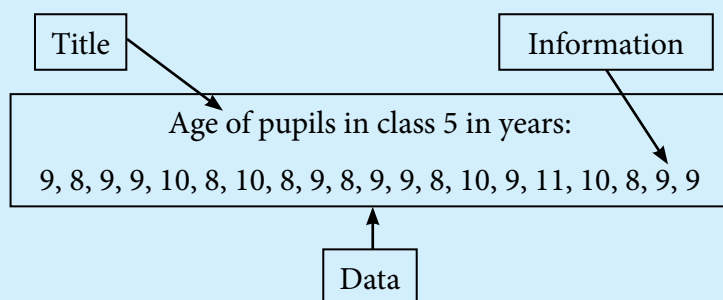 Title
Information
Age of pupils in class 5 in years:
9, 8, 9, 9, 10, 8, 10, 8, 9, 8, 9, 9, 8, 10, 9, 11, 10, 8, 9, 9
Data